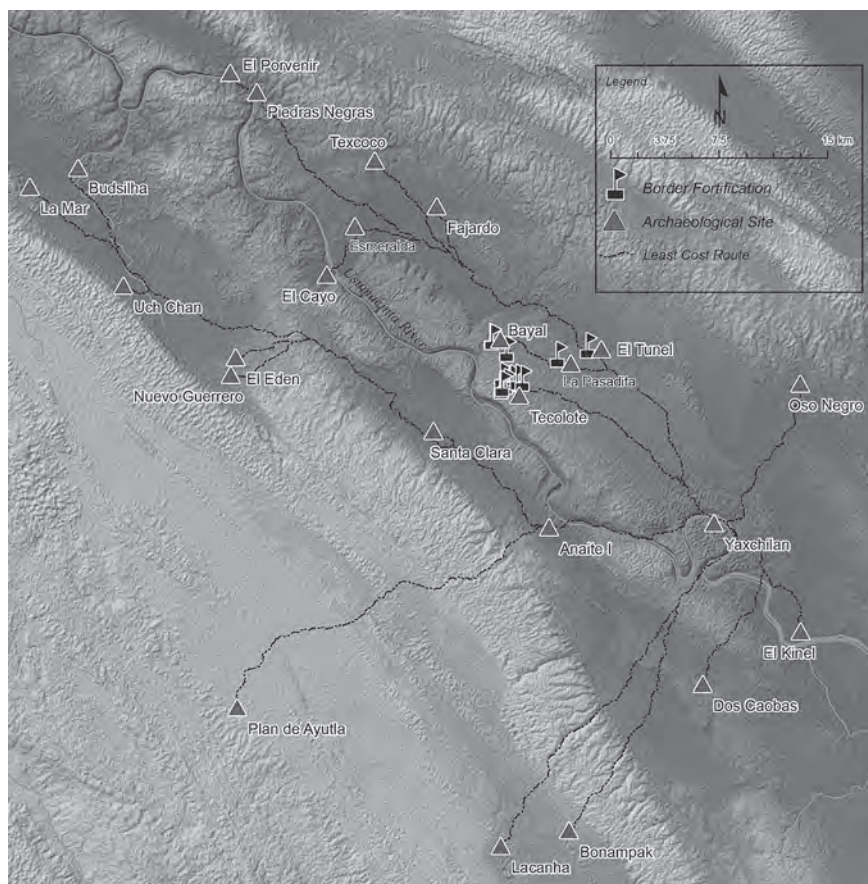 El Porvenir
Piedras Negras
Texcoco
Budsilha
La Mar
Fajardo
Esmeralda
El Cayo
Uch Chan
Usumacinta River
Bayal
El Tunel
La Pasadita
El Eden
Nuevo Guerrero
Tecolote
Oso Negro
Santa Clara
Anaite I
Yaxchilan
El Kinel
Dos Caobas
Plan de Ayutla
Lacanha
Bonampak
Legend
N
0 3.75 7.5 15 km
Border Fortification
Archaeological Site
Least Cost Route